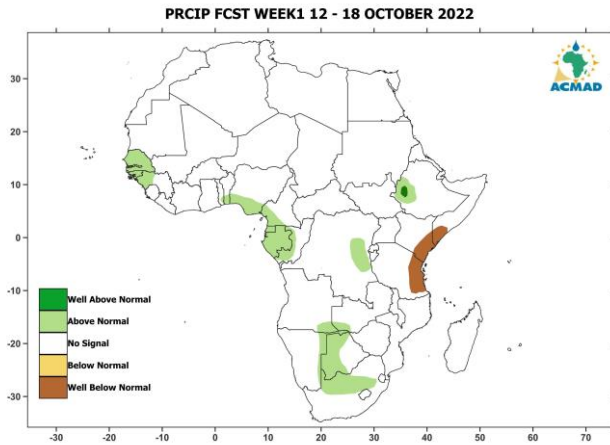 PRCIP FCST WEEK1 12 - 18 OCTOBER 2022
ACMAD
30
20
10
0
-10
-20
-30
Well Above Normal
Above Normal
No Signal
Below Normal
Well Below Normal
-30
-20
-10
0
10
20
30
40
50
60
70